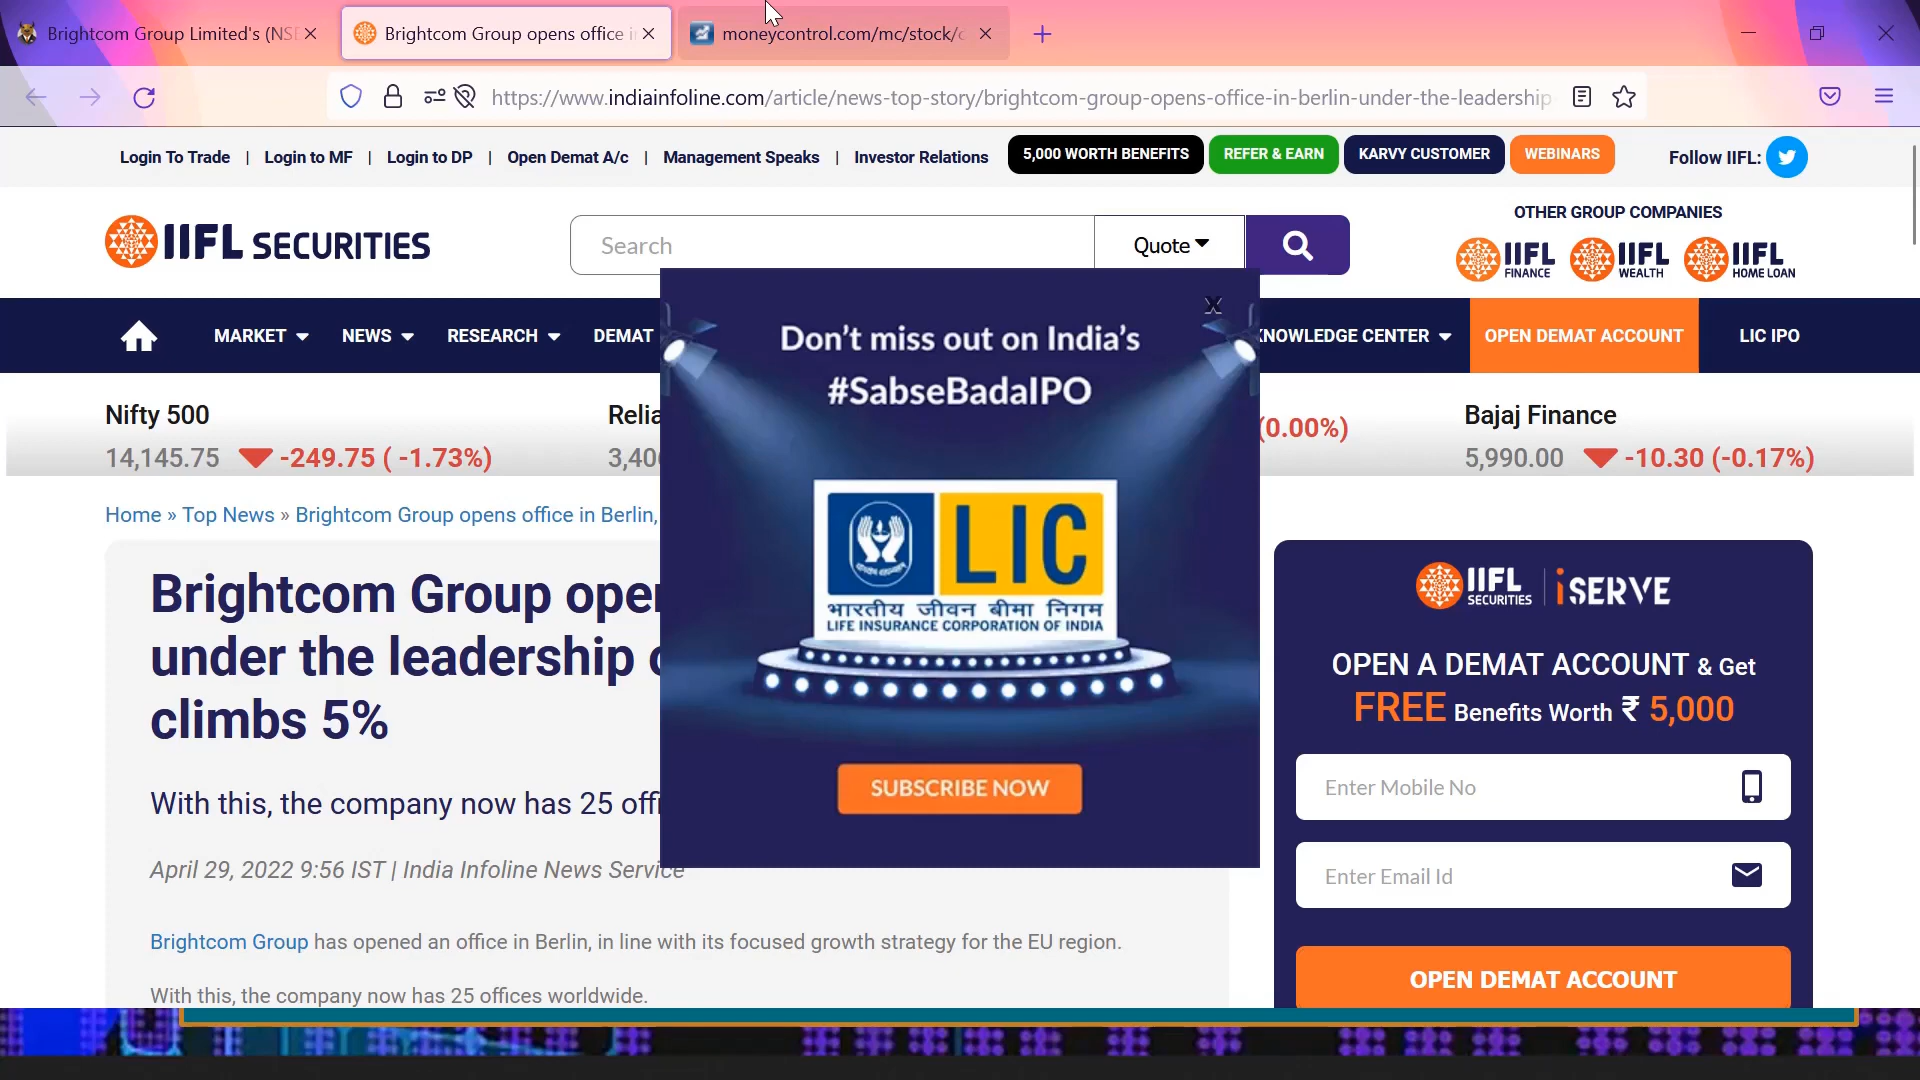 Brightcom Group Limited's (NSE
Brightcom Group opens office i
moneycontrol.com/mc/stock/
https://www.indiainfoline.com/article/news-top-story/brightcom-group-opens-office-in-berlin-under-the-leadership-
Login To Trade | Login to MF | Login to DP | Open Demat A/c | Management Speaks | Investor Relations
5,000 WORTH BENEFITS
REFER & EARN
KARVY CUSTOMER
WEBINARS
Follow IIFL:
IIFL SECURITIES
Search
Quote
OTHER GROUP COMPANIES
IIFL FINANCE
IIFL WEALTH
IIFL HOME LOAN
MARKET
NEWS
RESEARCH
DEMAT
KNOWLEDGE CENTER
OPEN DEMAT ACCOUNT
LIC IPO
Nifty 500
14,145.75 -249.75 ( -1.73%)
Relia
3,40
(0.00%)
Bajaj Finance
5,990.00 -10.30 (-0.17%)
Home » Top News » Brightcom Group opens office in Berlin,
Brightcom Group ope
under the leadership
climbs 5%
With this, the company now has 25 offi
April 29, 2022 9:56 IST | India Infoline News Service
Brightcom Group has opened an office in Berlin, in line with its focused growth strategy for the EU region.
With this, the company now has 25 offices worldwide.
X
Don't miss out on India's
#SabseBadaIPO
LIC
भारतीय जीवन बीमा निगम
LIFE INSURANCE CORPORATION OF INDIA
SUBSCRIBE NOW
IIFL SECURITIES | iSERVE
OPEN A DEMAT ACCOUNT & Get
FREE Benefits Worth ₹ 5,000
Enter Mobile No
Enter Email Id
OPEN DEMAT ACCOUNT